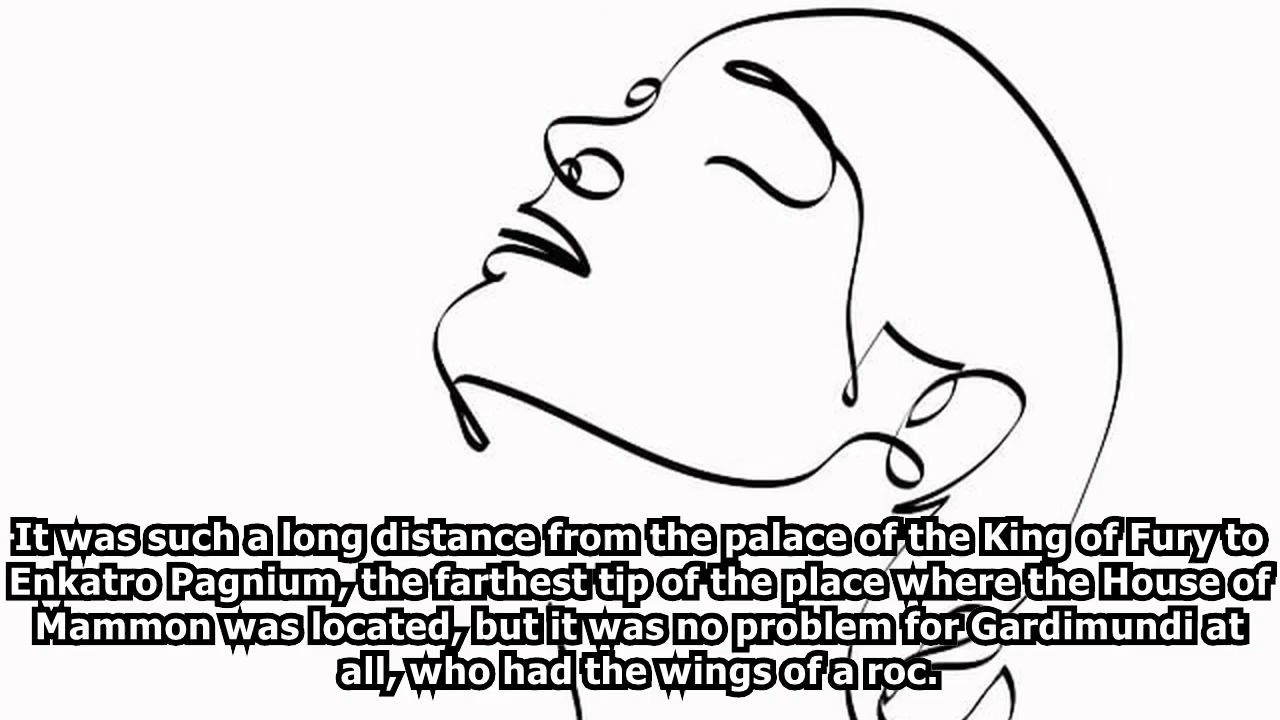 It was such a long distance from the palace of the King of Fury to
Enkatro Pagnium, the farthest tip of the place where the House of
Mammon was located, but it was no problem for Gardimundi at
all, who had the wings of a roc.